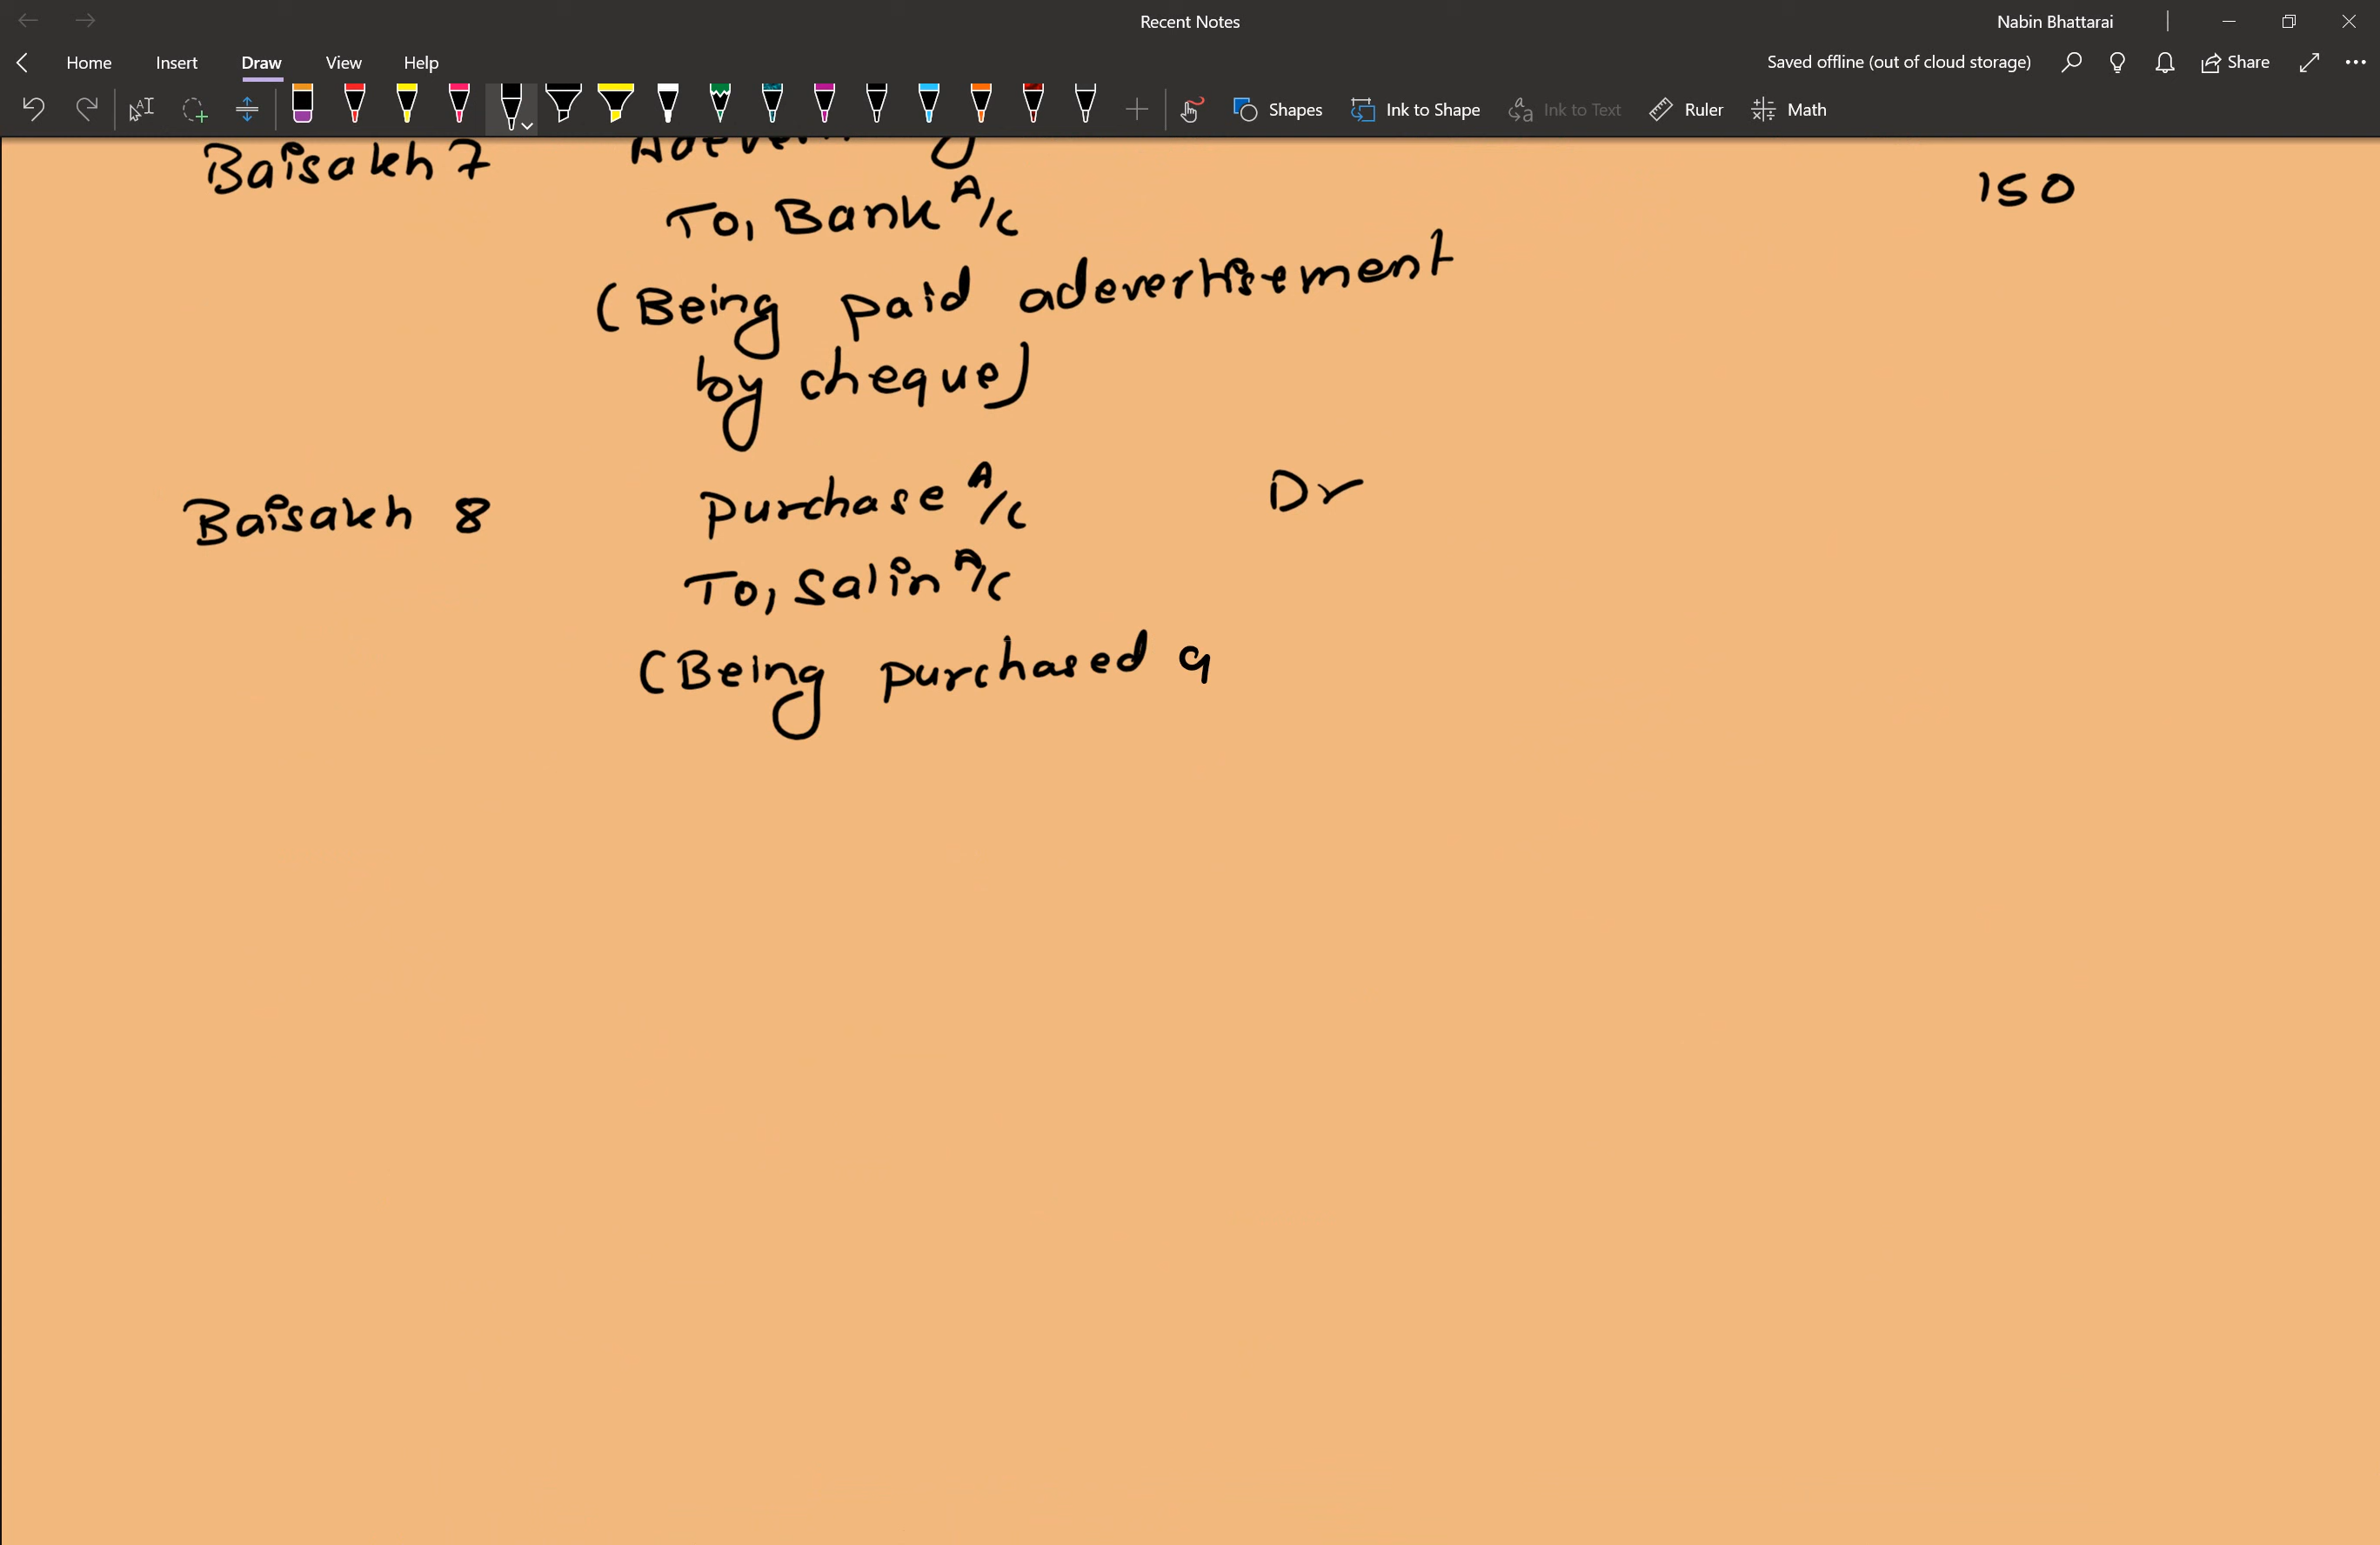 Recent Notes
Nabin Bhattarai
Home Insert Draw View Help
Saved offline (out of cloud storage)
Share
Shapes
Ink to Shape
Ink to Text
Ruler
Math
Baisakh 7
150
To, Bank A/c
(Being paid adevertisement
by cheque)
Baisakh 8 purchase A/c Dr
To, Salin A/c
(Being purchased g